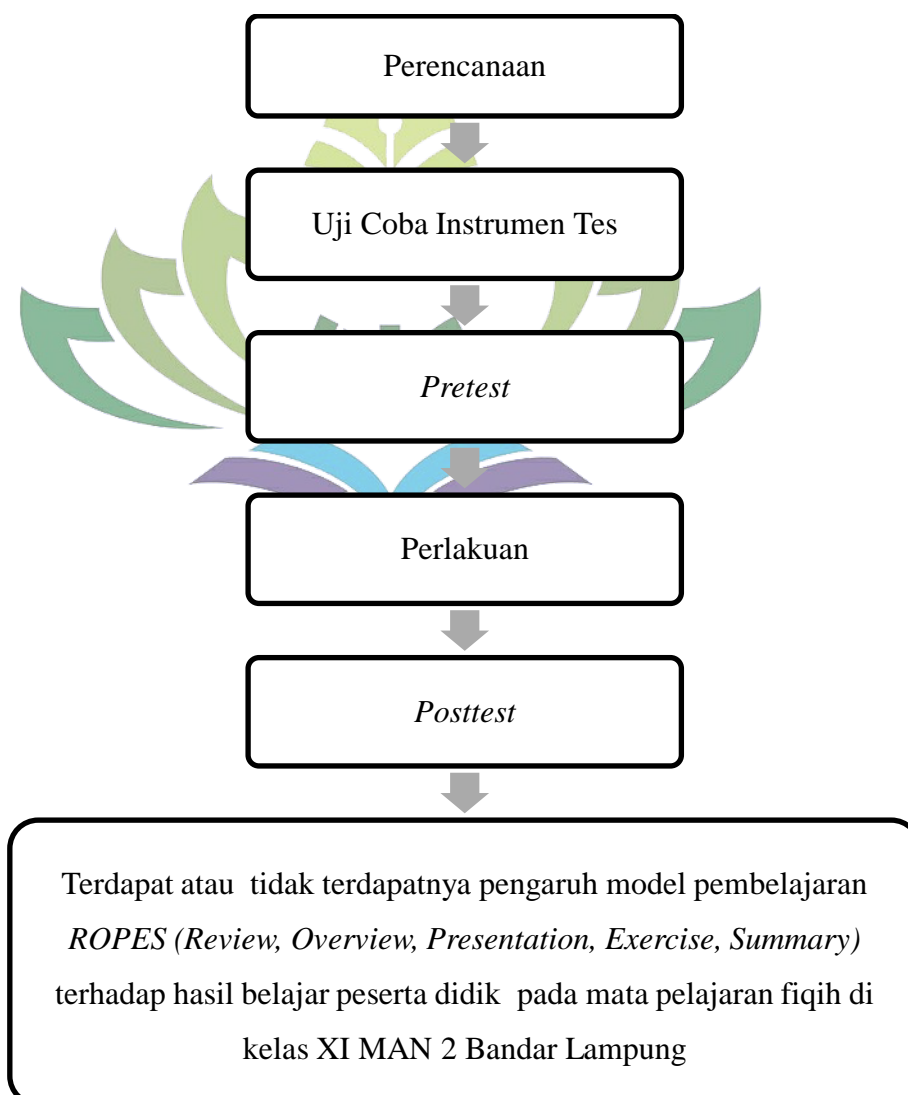 Perencanaan
Uji Coba Instrumen Tes
Pretest
Perlakuan
Posttest
Terdapat atau tidak terdapatnya pengaruh model pembelajaran
ROPES (Review, Overview, Presentation, Exercise, Summary)
terhadap hasil belajar peserta didik pada mata pelajaran fiqih di
kelas XI MAN 2 Bandar Lampung